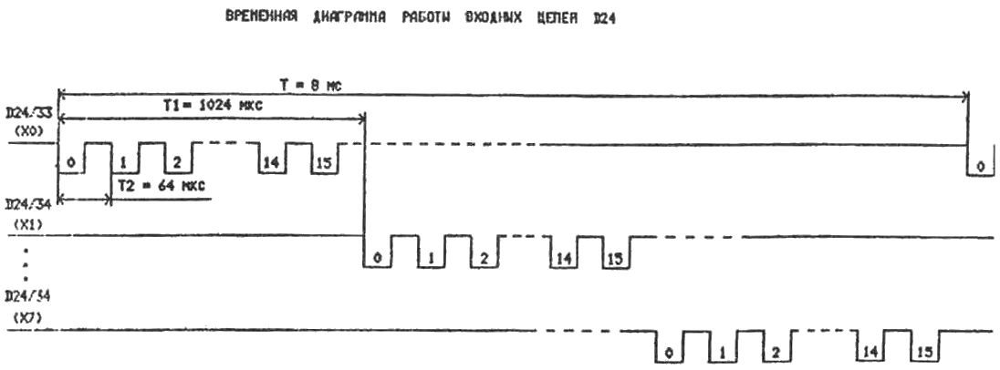 ВРЕМЕННАЯ ДИАГРАММА РАБОТЫ ВХОДНЫХ ЦЕПЕЙ D24
T = 8 МС
T1= 1024 МКС
D24/33
(X0)
0 1 2 14 15 0
T2 = 64 МКС
D24/34
(X1)
0 1 2 14 15
D24/34
(X7)
0 1 2 14 15